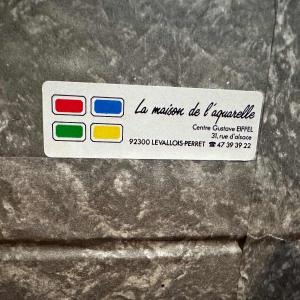 La maison de l'aquarelle
Centre Gustave EIFFEL
31, rue d'alsace
92300 LEVALLOIS-PERRET ☎ 47 39 39 22